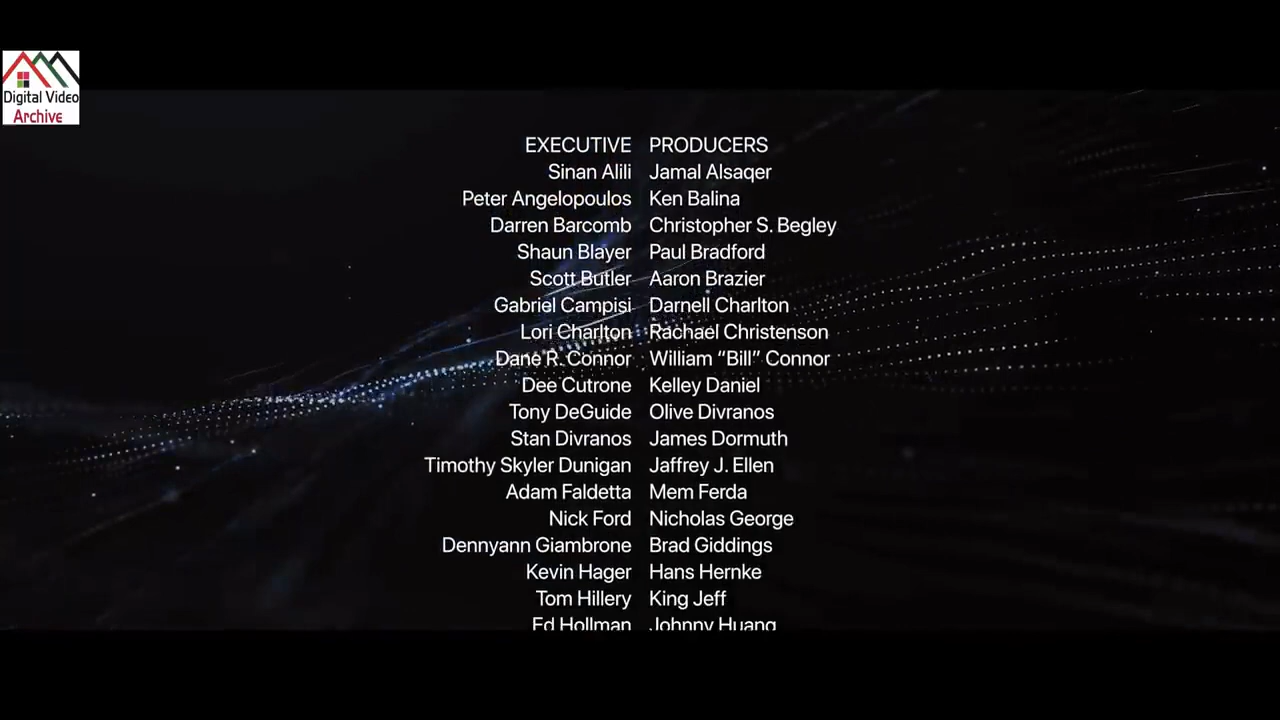 Digital Video
Archive
EXECUTIVE PRODUCERS
Sinan Alili Jamal Alsaqer
Peter Angelopoulos Ken Balina
Darren Barcomb Christopher S. Begley
Shaun Blayer Paul Bradford
Scott Butler Aaron Brazier
Gabriel Campisi Darnell Charlton
Lori Charlton Rachael Christenson
Dane R. Connor William “Bill” Connor
Dee Cutrone Kelley Daniel
Tony DeGuide Olive Divranos
Stan Divranos James Dormuth
Timothy Skyler Dunigan Jaffrey J. Ellen
Adam Faldetta Mem Ferda
Nick Ford Nicholas George
Dennyann Giambrone Brad Giddings
Kevin Hager Hans Hernke
Tom Hillery King Jeff
Ed Hollman Johnny Huang